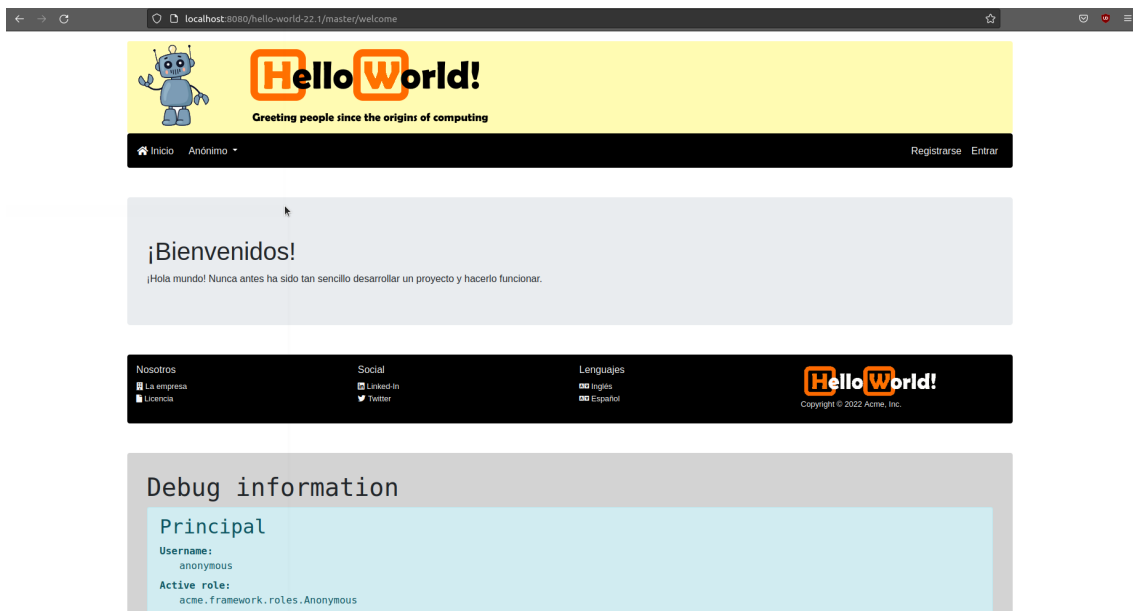 localhost:8080/hello-world-22.1/master/welcome
Hello World!
Greeting people since the origins of computing
Inicio Anónimo Registrarse Entrar
¡Bienvenidos!
¡Hola mundo! Nunca antes ha sido tan sencillo desarrollar un proyecto y hacerlo funcionar.
Nosotros Social Lenguajes
La empresa Linked-In Inglés
Licencia Twitter Español
Hello World!
Copyright © 2022 Acme, Inc.
Debug information
Principal
Username:
anonymous
Active role:
acme.framework.roles.Anonymous